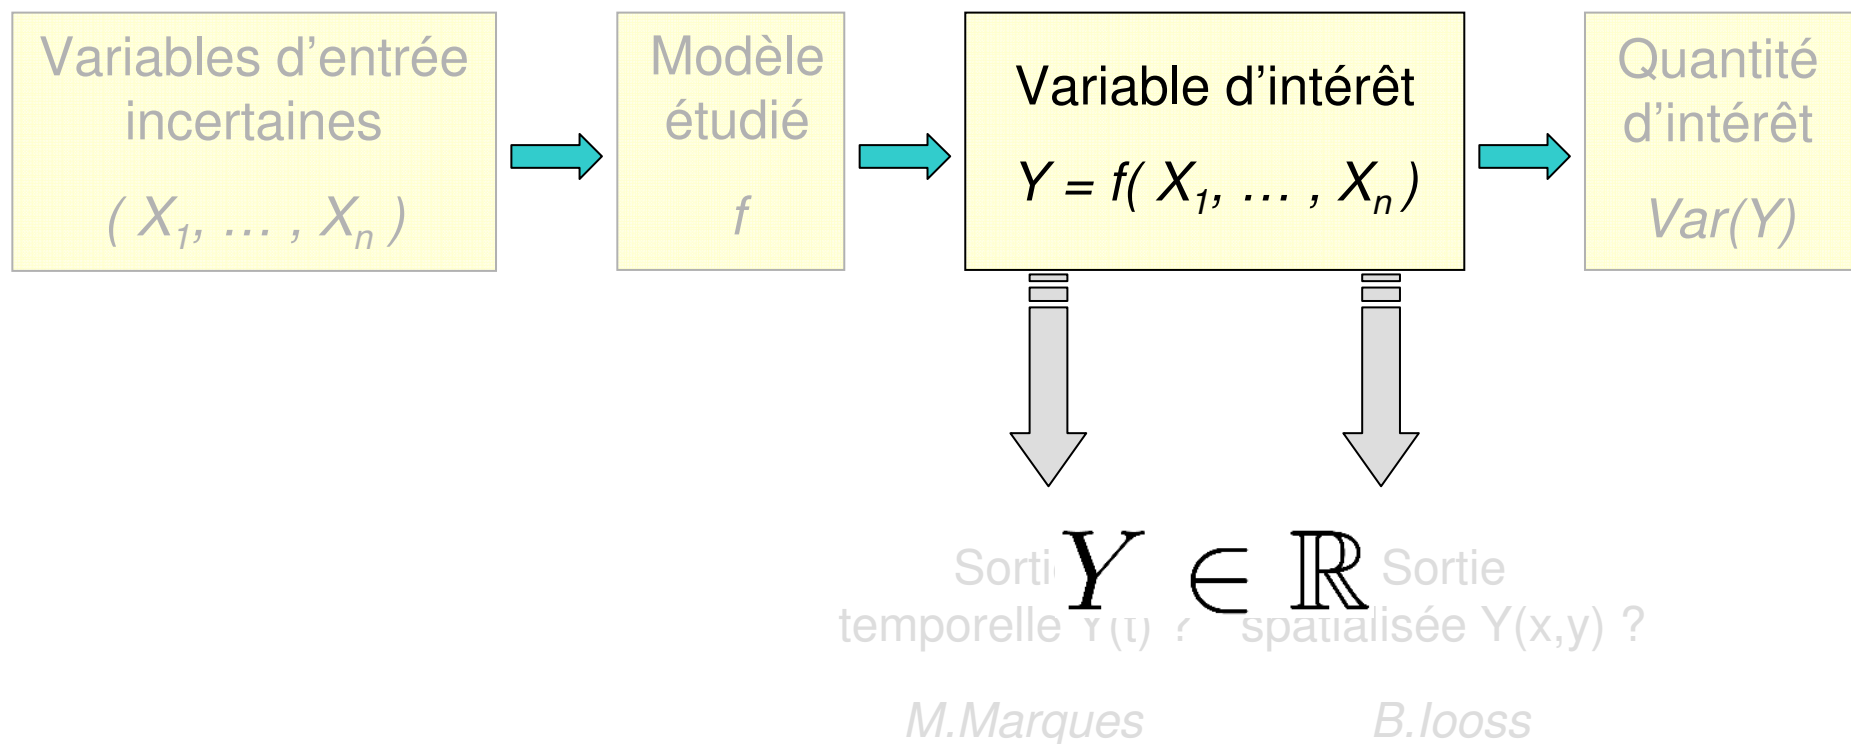 Variables d'entrée
incertaines
( X1, … , Xn )
Modèle
étudié
f
Variable d'intérêt
Y = f( X1, … , Xn )
Quantité
d'intérêt
Var(Y)
Y ∈ ℝ
Sortie
temporelle Y(t) ?
Sortie
spatialisée Y(x,y) ?
M.Marques
B.Iooss